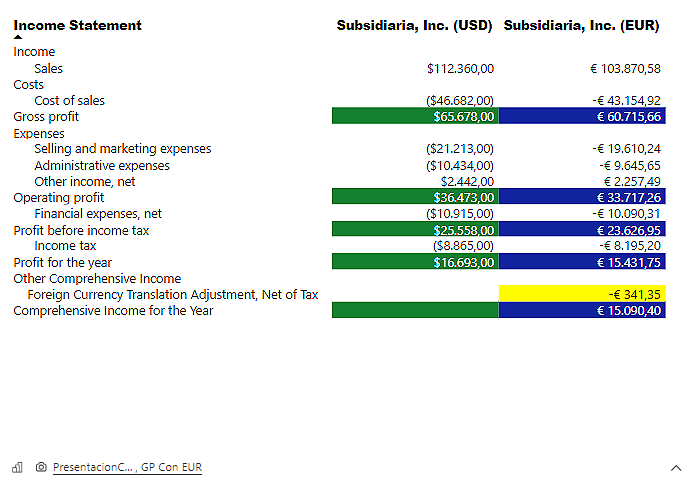 Income Statement Subsidiaria, Inc. (USD) Subsidiaria, Inc. (EUR)
Income
Sales $112.360,00 € 103.870,58
Costs
Cost of sales ($46.682,00) -€ 43.154,92
Gross profit $65.678,00 € 60.715,66
Expenses
Selling and marketing expenses ($21.213,00) -€ 19.610,24
Administrative expenses ($10.434,00) -€ 9.645,65
Other income, net $2.442,00 € 2.257,49
Operating profit $36.473,00 € 33.717,26
Financial expenses, net ($10.915,00) -€ 10.090,31
Profit before income tax $25.558,00 € 23.626,95
Income tax ($8.865,00) -€ 8.195,20
Profit for the year $16.693,00 € 15.431,75
Other Comprehensive Income
Foreign Currency Translation Adjustment, Net of Tax -€ 341,35
Comprehensive Income for the Year € 15.090,40
PresentacionC... , GP Con EUR